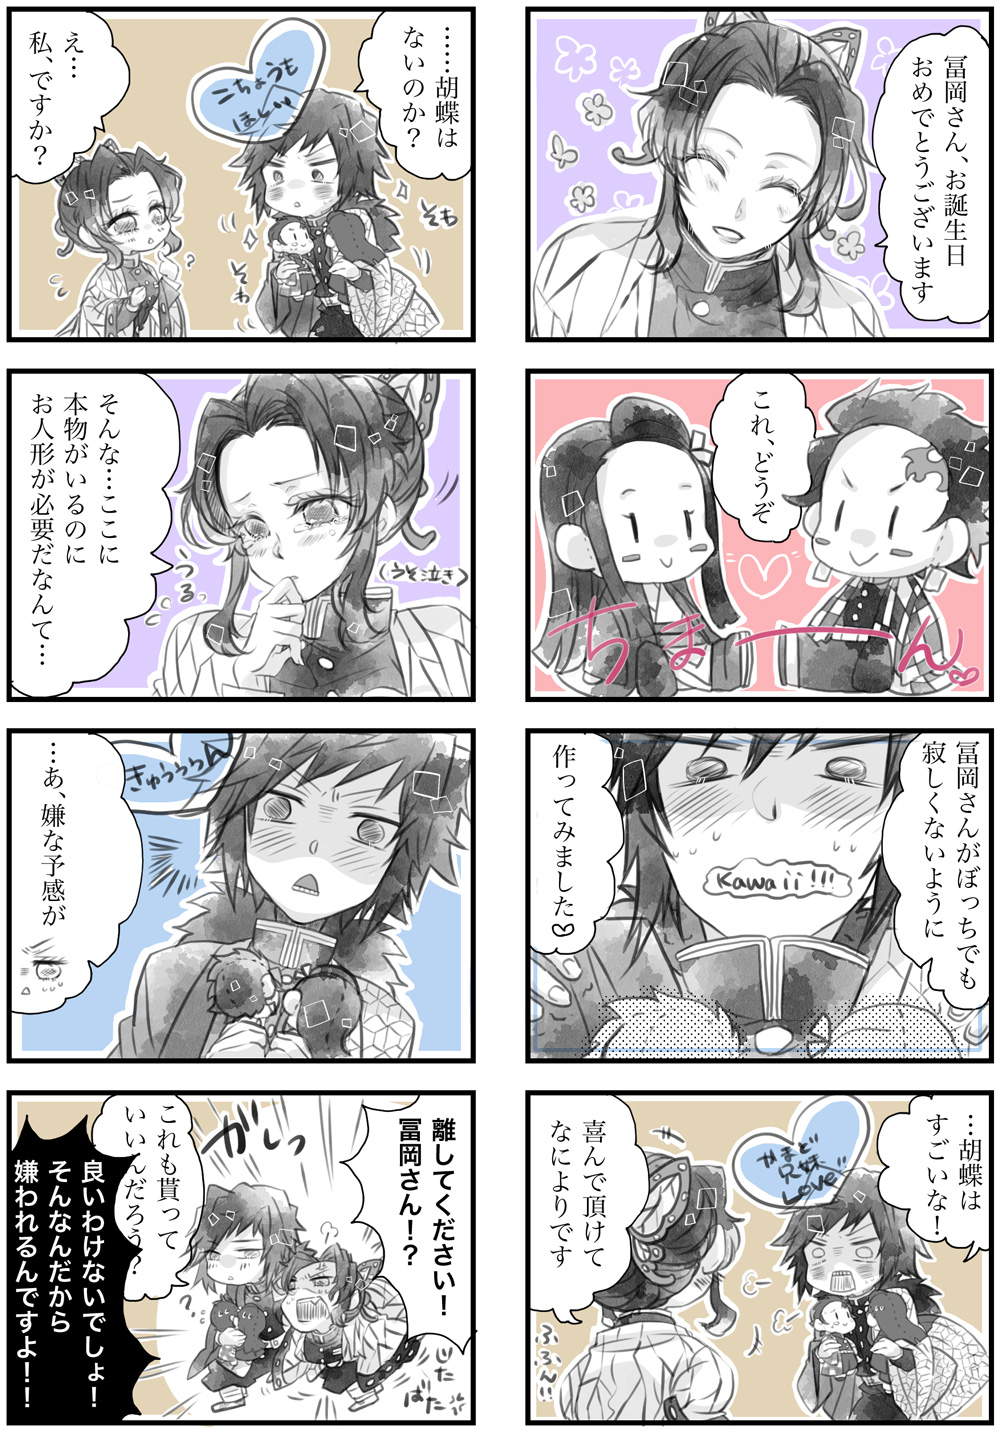 冨岡さん、お誕生日
おめでとうございます
これ、どうぞ
ちまーん♡
冨岡さんがぼっちでも
寂しくないように
Kawaii!!!
作ってみました♡
…胡蝶は
すごいな！
かまど
兄妹
LOVE
喜んで頂けて
なによりです
ふふん!!
……胡蝶は
ないのか？
こちょうも
ほしい
そわ
そわ
え…
私、ですか？
?
そんな…ここに
本物がいるのに
お人形が必要だなんて…
(うそ泣き)
うる
きゅうううん
…あ、嫌な予感が
離してください！
冨岡さん！？
がしっ
これも貰って
いいんだろう？
じた
ばた
良いわけないでしょ！
そんなんだから
嫌われるんですよ！！